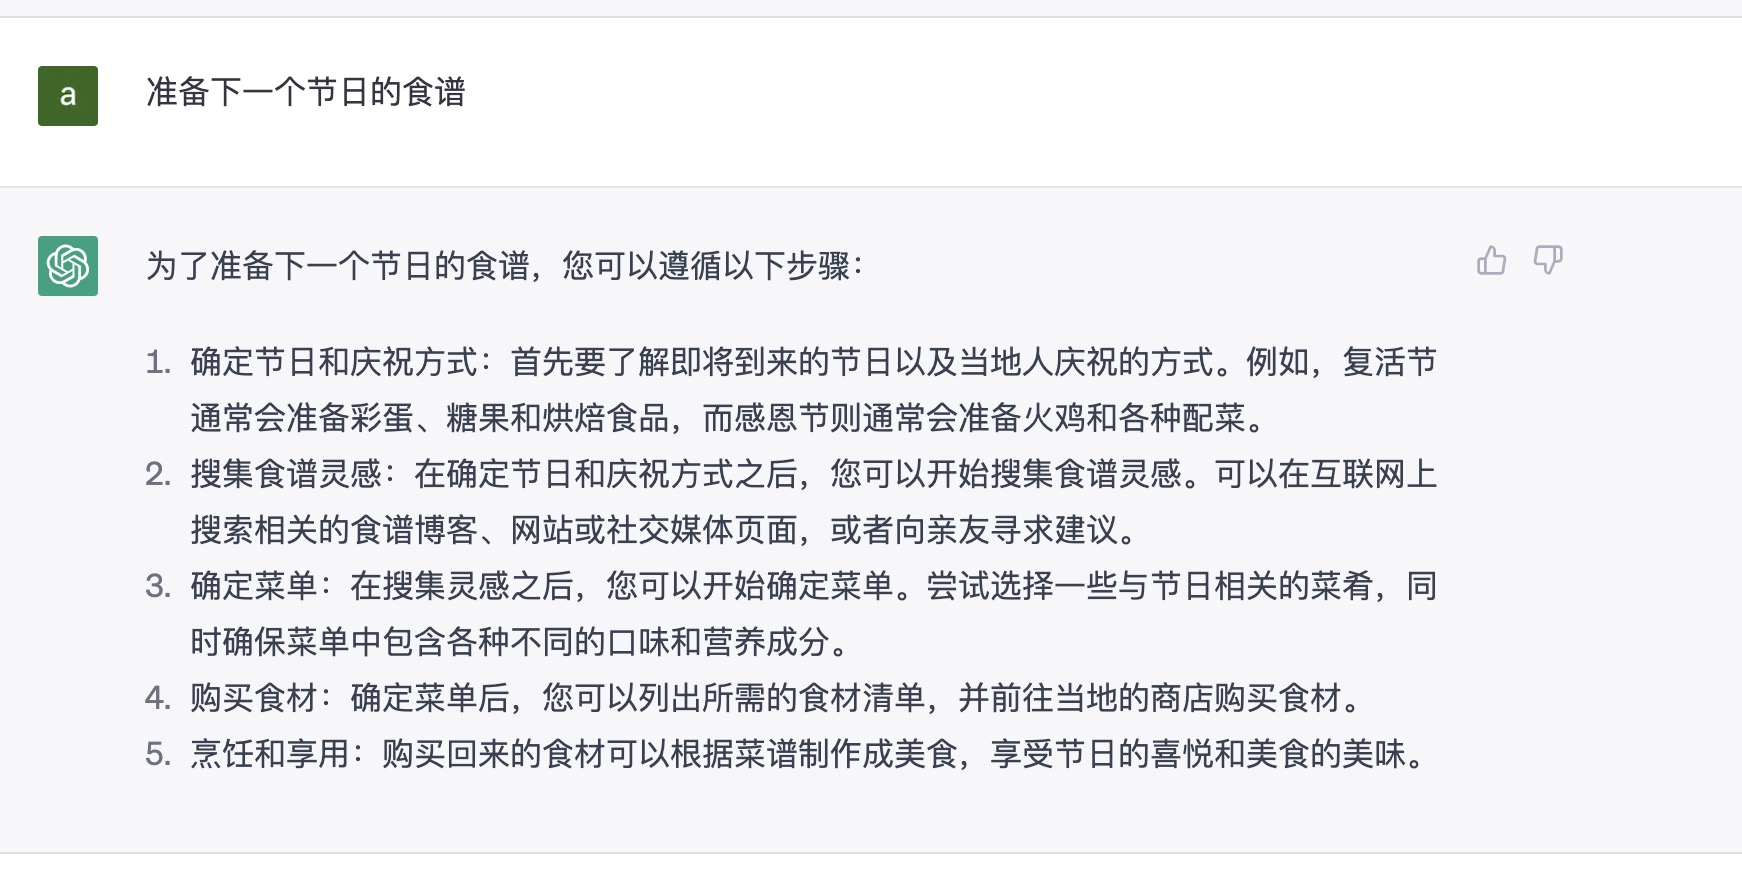 a
准备下一个节日的食谱
为了准备下一个节日的食谱，您可以遵循以下步骤：
1. 确定节日和庆祝方式：首先要了解即将到来的节日以及当地人庆祝的方式。例如，复活节
通常会准备彩蛋、糖果和烘焙食品，而感恩节则通常会准备火鸡和各种配菜。
2. 搜集食谱灵感：在确定节日和庆祝方式之后，您可以开始搜集食谱灵感。可以在互联网上
搜索相关的食谱博客、网站或社交媒体页面，或者向亲友寻求建议。
3. 确定菜单：在搜集灵感之后，您可以开始确定菜单。尝试选择一些与节日相关的菜肴，同
时确保菜单中包含各种不同的口味和营养成分。
4. 购买食材：确定菜单后，您可以列出所需的食材清单，并前往当地的商店购买食材。
5. 烹饪和享用：购买回来的食材可以根据菜谱制作成美食，享受节日的喜悦和美食的美味。